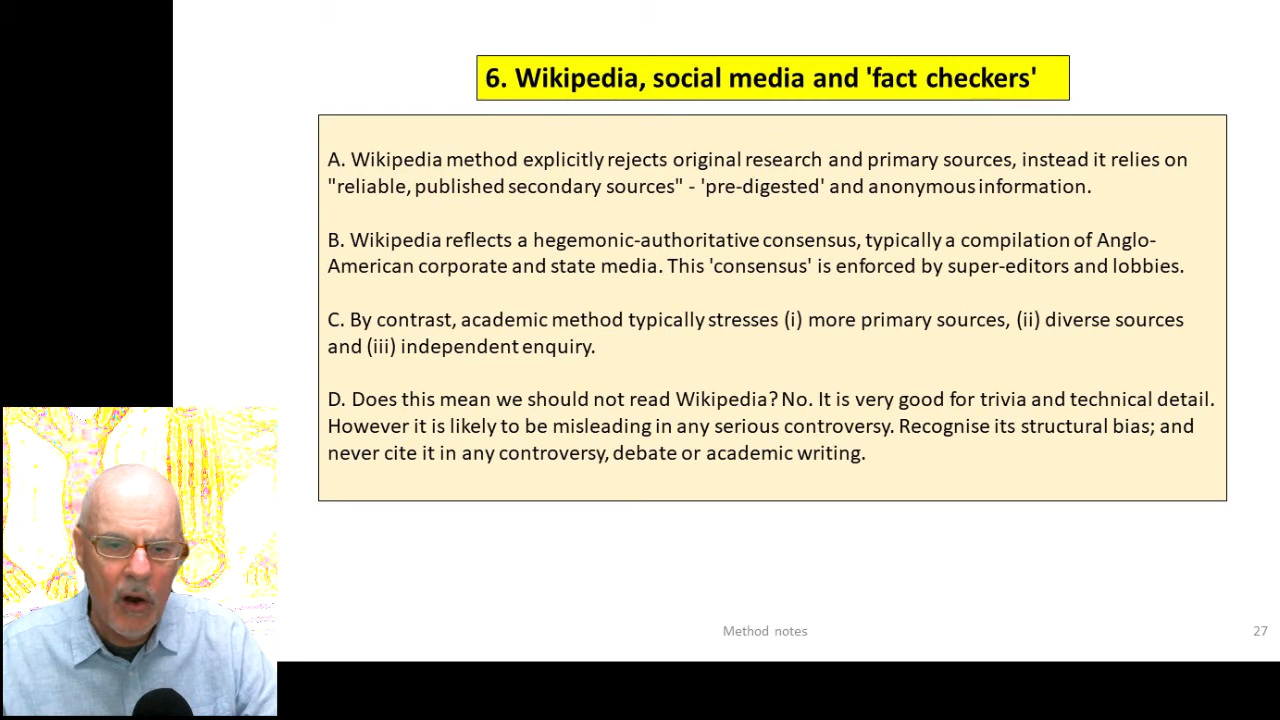 6. Wikipedia, social media and 'fact checkers'
A. Wikipedia method explicitly rejects original research and primary sources, instead it relies on
"reliable, published secondary sources" - 'pre-digested' and anonymous information.
B. Wikipedia reflects a hegemonic-authoritative consensus, typically a compilation of Anglo-
American corporate and state media. This 'consensus' is enforced by super-editors and lobbies.
C. By contrast, academic method typically stresses (i) more primary sources, (ii) diverse sources
and (iii) independent enquiry.
D. Does this mean we should not read Wikipedia? No. It is very good for trivia and technical detail.
However it is likely to be misleading in any serious controversy. Recognise its structural bias; and
never cite it in any controversy, debate or academic writing.
Method notes
27